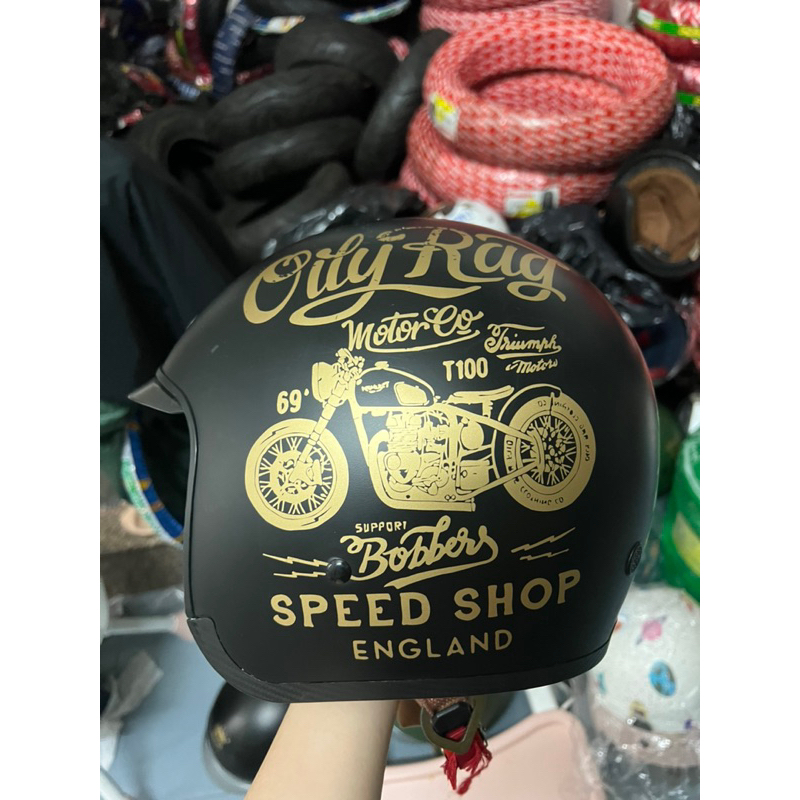 Oily Rag
Motor Co
Triumph
Motors
T100
69'
SUPPORT
Bobbers
SPEED SHOP
ENGLAND